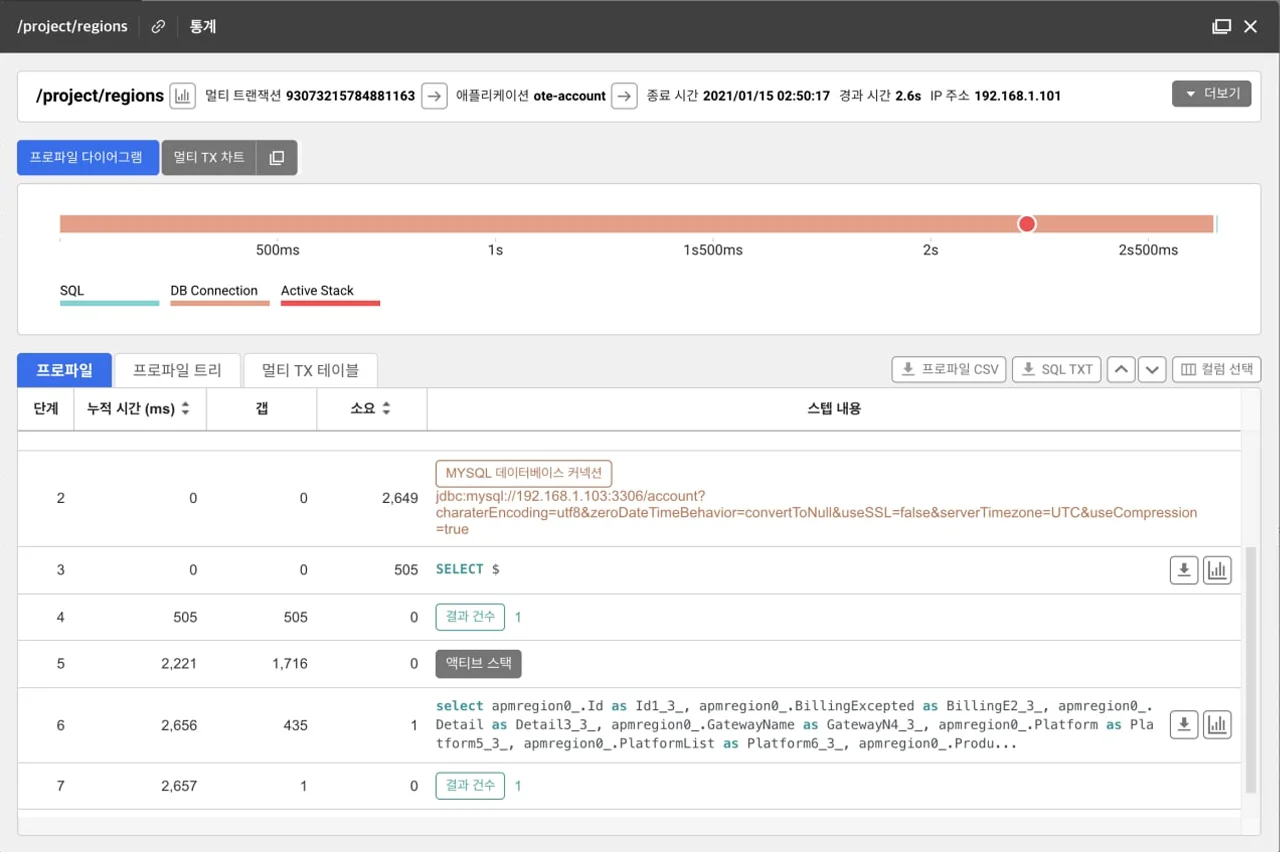 /project/regions 통계
/project/regions 멀티 트랜잭션 93073215784881163 애플리케이션 ote-account 종료 시간 2021/01/15 02:50:17 경과 시간 2.6s IP 주소 192.168.1.101 더보기
프로파일 다이어그램 멀티 TX 차트
500ms 1s 1s500ms 2s 2s500ms
SQL DB Connection Active Stack
프로파일 프로파일 트리 멀티 TX 테이블 프로파일 CSV SQL TXT 컬럼 선택
단계 누적 시간 (ms) 갭 소요 스텝 내용
MYSQL 데이터베이스 커넥션
2 0 0 2,649 jdbc:mysql://192.168.1.103:3306/account?
charaterEncoding=utf8&zeroDateTimeBehavior=convertToNull&useSSL=false&serverTimezone=UTC&useCompression
=true
3 0 0 505 SELECT $
4 505 505 0 결과 건수 1
5 2,221 1,716 0 액티브 스택
select apmregion0_.Id as Id1_3_, apmregion0_.BillingExcepted as BillingE2_3_, apmregion0_.
6 2,656 435 1 Detail as Detail3_3_, apmregion0_.GatewayName as GatewayN4_3_, apmregion0_.Platform as Pla
tform5_3_, apmregion0_.PlatformList as Platform6_3_, apmregion0_.Produ...
7 2,657 1 0 결과 건수 1